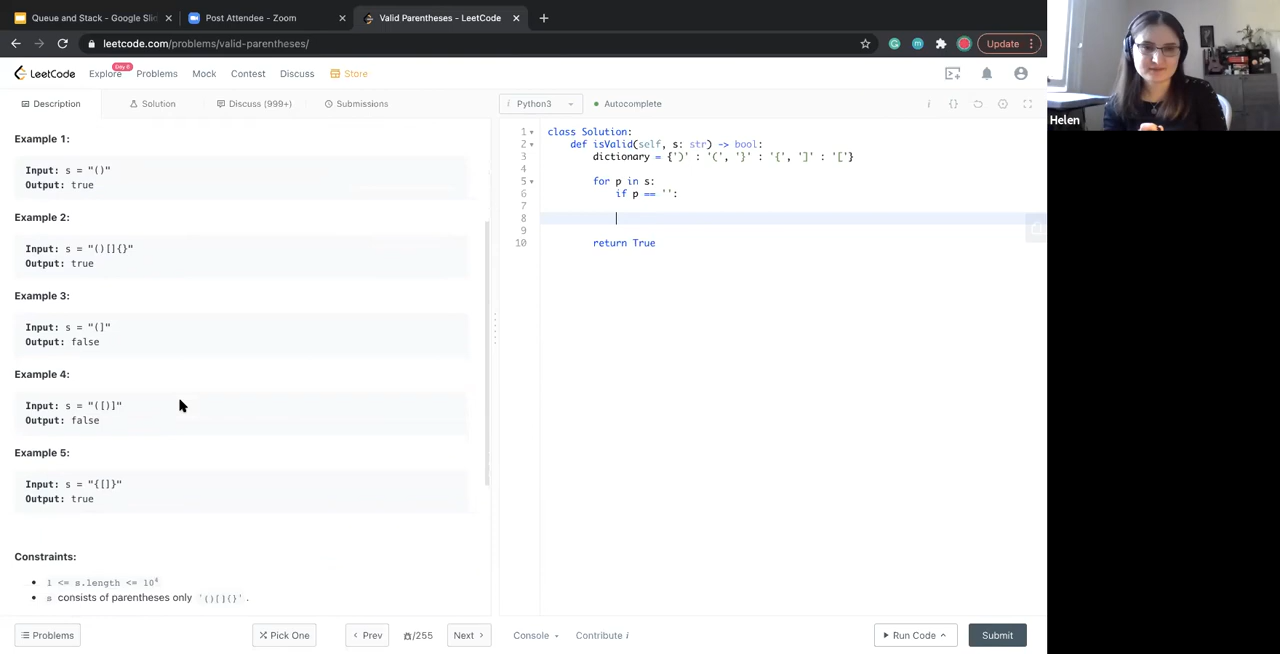 Queue and Stack - Google Slid
Post Attendee - Zoom
Valid Parentheses - LeetCode
leetcode.com/problems/valid-parentheses/
Update
LeetCode
Explore
Day 6
Problems
Mock
Contest
Discuss
Store
Description
Solution
Discuss (999+)
Submissions
Example 1:
Input: s = "()"
Output: true
Example 2:
Input: s = "()[]{}"
Output: true
Example 3:
Input: s = "(]"
Output: false
Example 4:
Input: s = "([)]"
Output: false
Example 5:
Input: s = "{[]}"
Output: true
Constraints:
1 <= s.length <= 10⁴
s consists of parentheses only '()[]{}'.
Problems
Pick One
Prev
/255
Next
i Python3
Autocomplete
i {}
1 class Solution:
2 def isValid(self, s: str) -> bool:
3 dictionary = {')' : '(', '}' : '{', ']' : '['}
4
5 for p in s:
6 if p == '':
7
8
9
10 return True
Console
Contribute i
Run Code
Submit
Helen